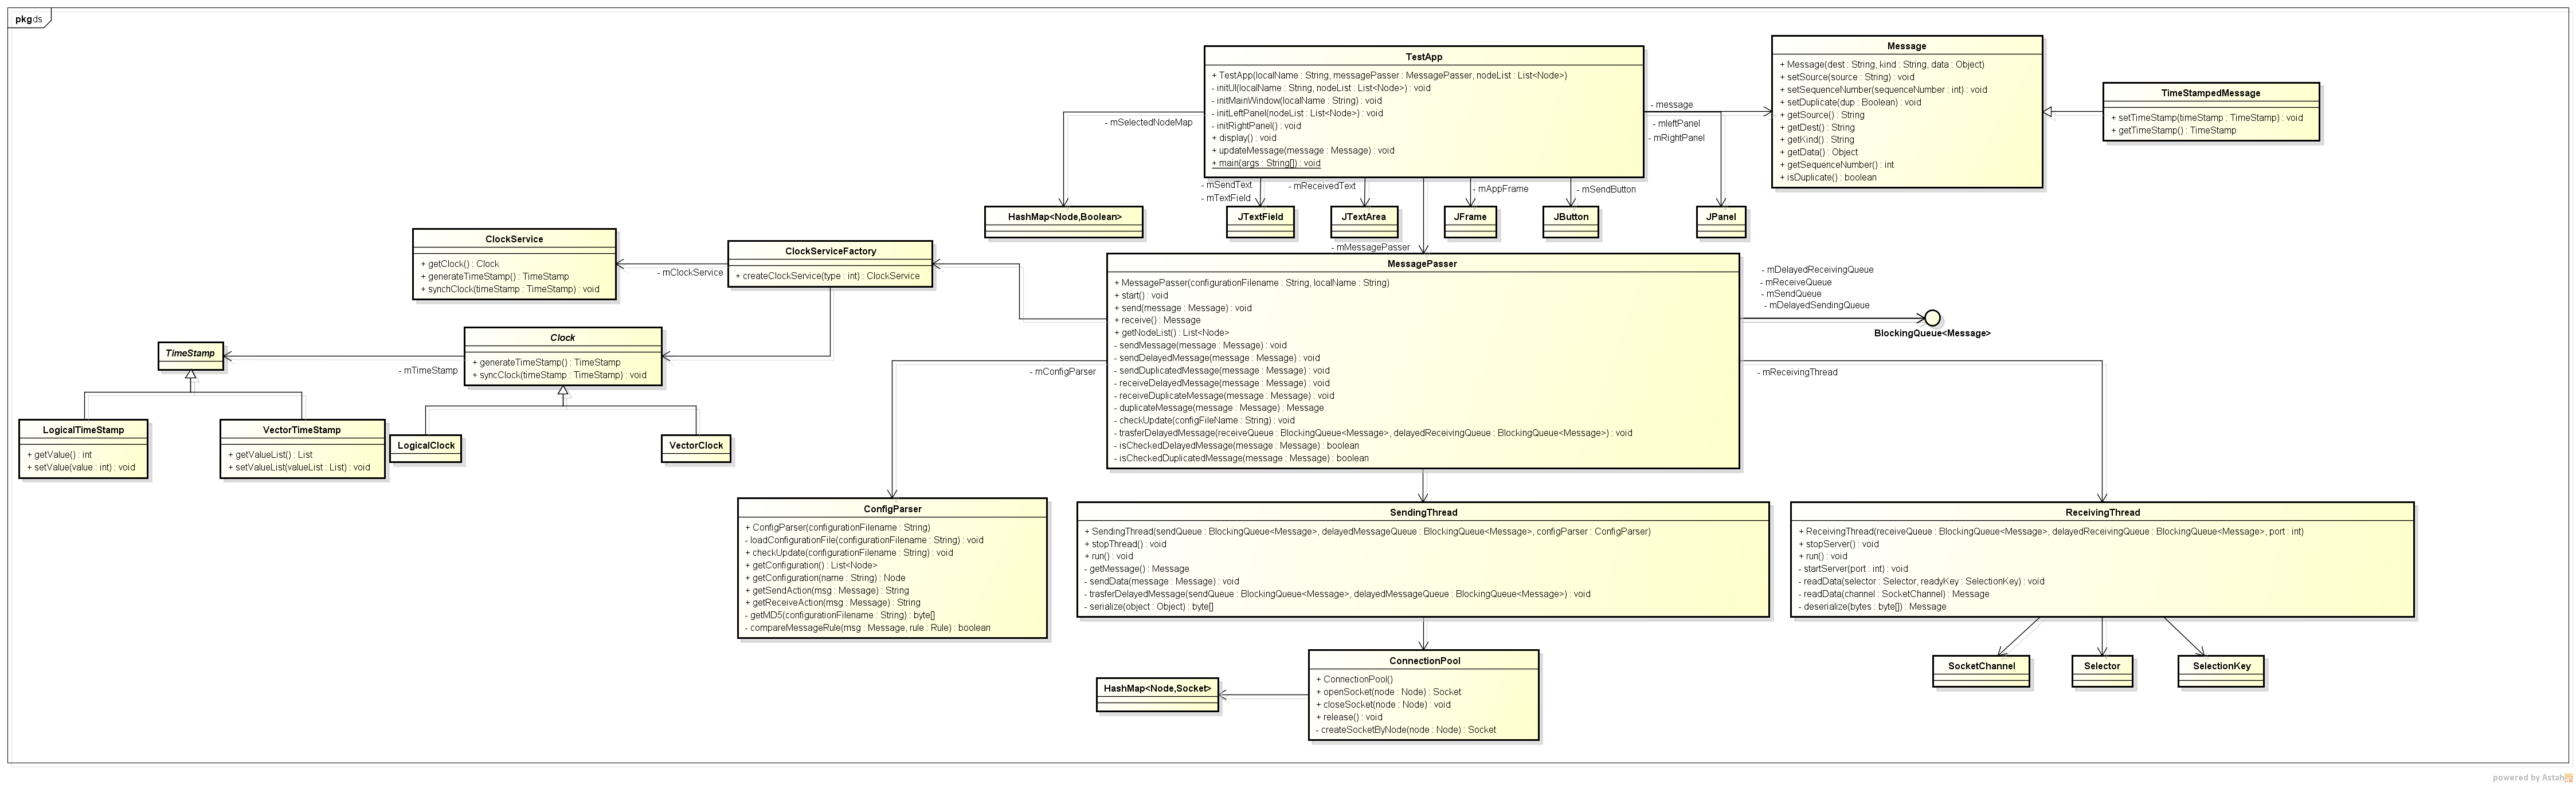 pkg ds
TestApp
+ TestApp(localName : String, messagePasser : MessagePasser, nodeList : List<Node>)
- initUI(localName : String, nodeList : List<Node>) : void
- initMainWindow(localName : String) : void
- initLeftPanel(nodeList : List<Node>) : void
- initRightPanel() : void
+ display() : void
+ updateMessage(message : Message) : void
+ main(args : String[]) : void
Message
+ Message(dest : String, kind : String, data : Object)
+ setSource(source : String) : void
+ setSequenceNumber(sequenceNumber : int) : void
+ setDuplicate(dup : Boolean) : void
+ getSource() : String
+ getDest() : String
+ getKind() : String
+ getData() : Object
+ getSequenceNumber() : int
+ isDuplicate() : boolean
TimeStampedMessage
+ setTimeStamp(timeStamp : TimeStamp) : void
+ getTimeStamp() : TimeStamp
- message
- mleftPanel
- mRightPanel
- mSelectedNodeMap
- mSendText
- mTextField
- mReceivedText
- mAppFrame
- mSendButton
HashMap<Node,Boolean>
JTextField
JTextArea
JFrame
JButton
JPanel
- mMessagePasser
ClockService
+ getClock() : Clock
+ generateTimeStamp() : TimeStamp
+ synchClock(timeStamp : TimeStamp) : void
- mClockService
ClockServiceFactory
+ createClockService(type : int) : ClockService
MessagePasser
+ MessagePasser(configurationFilename : String, localName : String)
+ start() : void
+ send(message : Message) : void
+ receive() : Message
+ getNodeList() : List<Node>
- sendMessage(message : Message) : void
- sendDelayedMessage(message : Message) : void
- sendDuplicatedMessage(message : Message) : void
- receiveDelayedMessage(message : Message) : void
- receiveDuplicateMessage(message : Message) : void
- duplicateMessage(message : Message) : Message
- checkUpdate(configFileName : String) : void
- trasferDelayedMessage(receiveQueue : BlockingQueue<Message>, delayedReceivingQueue : BlockingQueue<Message>) : void
- isCheckedDelayedMessage(message : Message) : boolean
- isCheckedDuplicatedMessage(message : Message) : boolean
- mDelayedReceivingQueue
- mReceiveQueue
- mSendQueue
- mDelayedSendingQueue
BlockingQueue<Message>
TimeStamp
- mTimeStamp
Clock
+ generateTimeStamp() : TimeStamp
+ syncClock(timeStamp : TimeStamp) : void
- mConfigParser
- mReceivingThread
LogicalTimeStamp
+ getValue() : int
+ setValue(value : int) : void
VectorTimeStamp
+ getValueList() : List
+ setValueList(valueList : List) : void
LogicalClock
VectorClock
ConfigParser
+ ConfigParser(configurationFilename : String)
- loadConfigurationFile(configurationFilename : String) : void
+ checkUpdate(configurationFilename : String) : void
+ getConfiguration() : List<Node>
+ getConfiguration(name : String) : Node
+ getSendAction(msg : Message) : String
+ getReceiveAction(msg : Message) : String
- getMD5(configurationFilename : String) : byte[]
- compareMessageRule(msg : Message, rule : Rule) : boolean
SendingThread
+ SendingThread(sendQueue : BlockingQueue<Message>, delayedMessageQueue : BlockingQueue<Message>, configParser : ConfigParser)
+ stopThread() : void
+ run() : void
- getMessage() : Message
- sendData(message : Message) : void
- trasferDelayedMessage(sendQueue : BlockingQueue<Message>, delayedMessageQueue : BlockingQueue<Message>) : void
- serialize(object : Object) : byte[]
ReceivingThread
+ ReceivingThread(receiveQueue : BlockingQueue<Message>, delayedReceivingQueue : BlockingQueue<Message>, port : int)
+ stopServer() : void
+ run() : void
- startServer(port : int) : void
- readData(selector : Selector, readyKey : SelectionKey) : void
- readData(channel : SocketChannel) : Message
- deserialize(bytes : byte[]) : Message
ConnectionPool
+ ConnectionPool()
+ openSocket(node : Node) : Socket
+ closeSocket(node : Node) : void
+ release() : void
- createSocketByNode(node : Node) : Socket
HashMap<Node,Socket>
SocketChannel
Selector
SelectionKey
powered by Astah